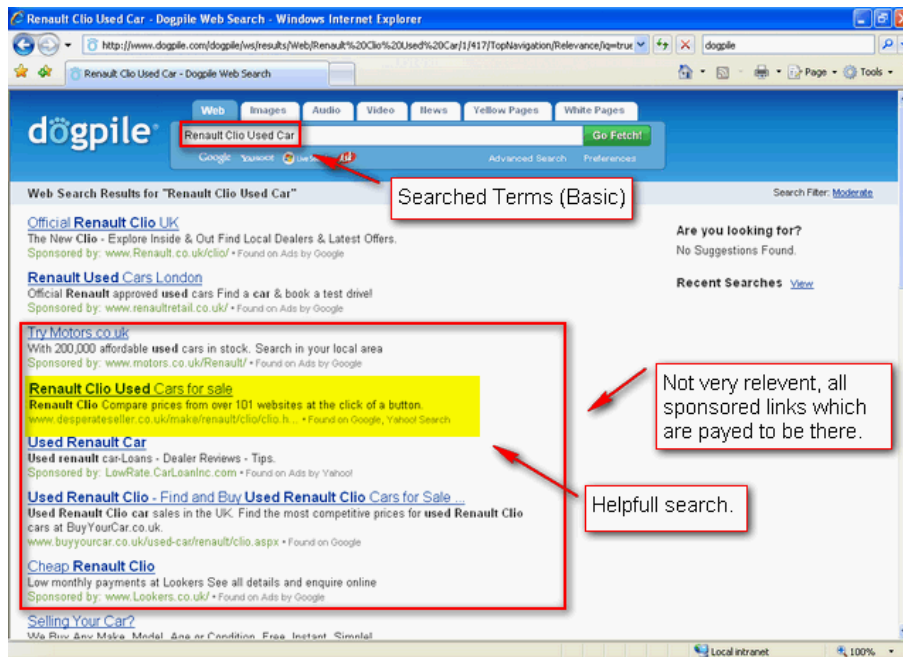 Renault Clio Used Car - Dogpile Web Search - Windows Internet Explorer
http://www.dogpile.com/dogpile/ws/results/Web/Renault%20Clio%20Used%20Car/1/417/TopNavigation/Relevance/iq=true
dogpile
Renault Clio Used Car - Dogpile Web Search
Page
Tools
Web Images Audio Video News Yellow Pages White Pages
dogpile
Renault Clio Used Car
Go Fetch!
Google Yahoo! Live Search
Advanced Search Preferences
Searched Terms (Basic)
Web Search Results for "Renault Clio Used Car"
Search Filter: Moderate
Official Renault Clio UK
The New Clio - Explore Inside & Out Find Local Dealers & Latest Offers.
Sponsored by: www.Renault.co.uk/clio/ • Found on Ads by Google
Renault Used Cars London
Official Renault approved used cars Find a car & book a test drive!
Sponsored by: www.renaultretail.co.uk/ • Found on Ads by Google
Are you looking for?
No Suggestions Found.
Recent Searches View
Try Motors.co.uk
With 200,000 affordable used cars in stock. Search in your local area
Sponsored by: www.motors.co.uk/Renault/ • Found on Ads by Google
Renault Clio Used Cars for sale
Renault Clio Compare prices from over 101 websites at the click of a button.
www.desperateseller.co.uk/make/renault/clio/clio.h... • Found on Google, Yahoo! Search
Used Renault Car
Used renault car-Loans - Dealer Reviews - Tips.
Sponsored by: LowRate.CarLoanInc.com • Found on Ads by Yahoo!
Used Renault Clio - Find and Buy Used Renault Clio Cars for Sale ...
Used Renault Clio car sales in the UK. Find the most competitive prices for used Renault Clio
cars at BuyYourCar.co.uk.
www.buyyourcar.co.uk/used-car/renault/clio.aspx • Found on Google
Cheap Renault Clio
Low monthly payments at Lookers See all details and enquire online
Sponsored by: www.Lookers.co.uk/ • Found on Ads by Google
Selling Your Car?
We Buy Any Make, Model, Age or Condition. Free, Instant, Simple!
Not very relevent, all
sponsored links which
are payed to be there.
Helpfull search.
Local intranet
100%